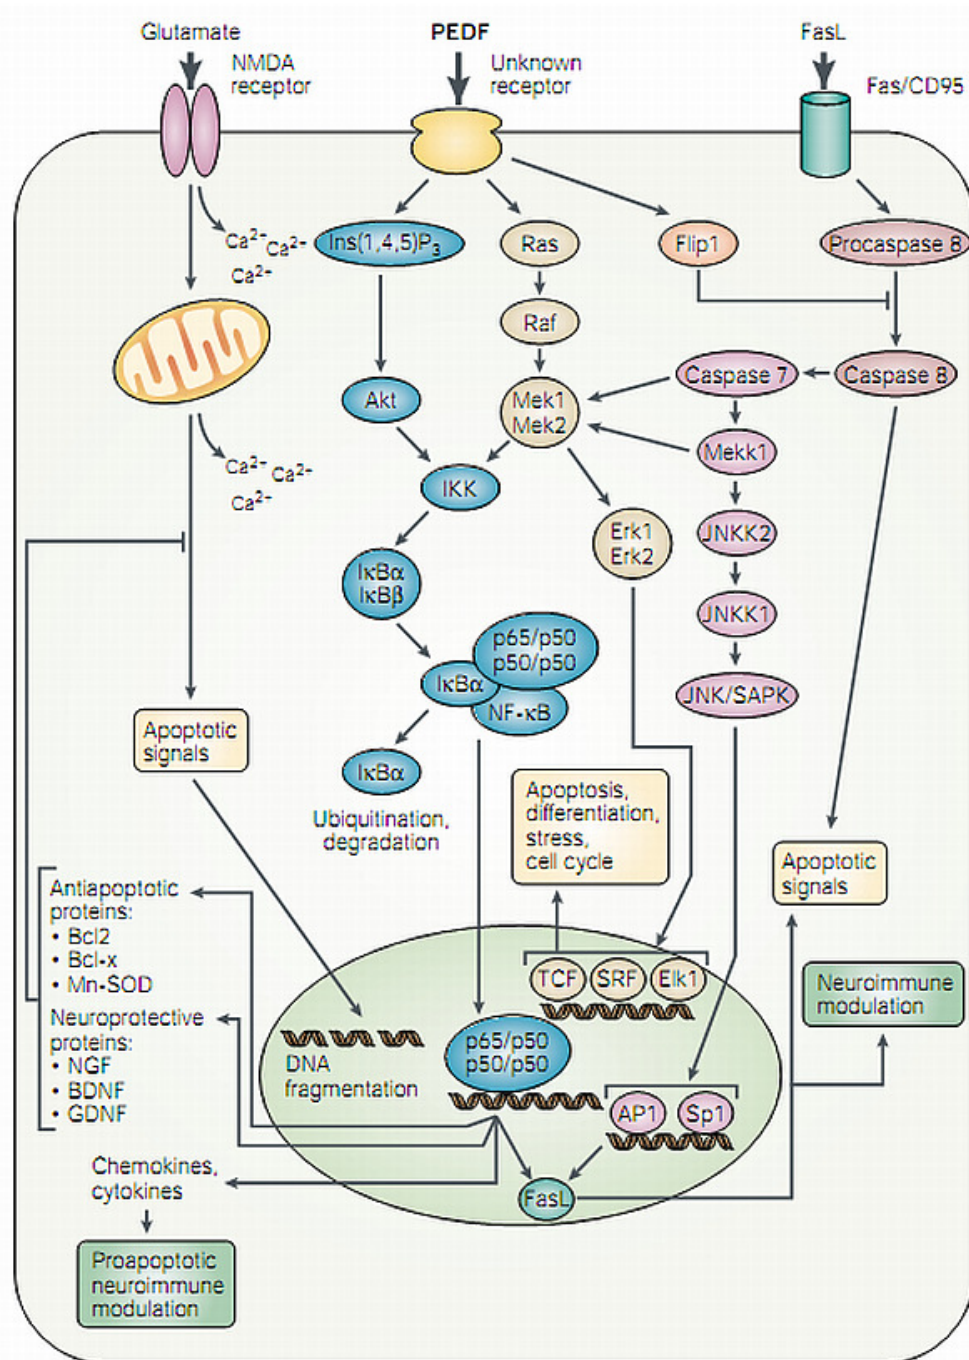 Glutamate
PEDF
FasL
NMDA
receptor
Unknown
receptor
Fas/CD95
Ca²⁺ Ca²⁺
Ca²⁺
Ins(1,4,5)P₃
Ras
Flip1
Procaspase 8
Raf
Akt
Mek1
Mek2
Caspase 7
Caspase 8
Mekk1
Ca²⁺ Ca²⁺
Ca²⁺
IKK
Erk1
Erk2
JNKK2
IκBα
IκBβ
JNKK1
p65/p50
p50/p50
IκBα
NF-κB
JNK/SAPK
Apoptotic
signals
IκBα
Ubiquitination,
degradation
Apoptosis,
differentiation,
stress,
cell cycle
Apoptotic
signals
Antiapoptotic
proteins:
• Bcl2
• Bcl-x
• Mn-SOD
Neuroprotective
proteins:
• NGF
• BDNF
• GDNF
TCF
SRF
Elk1
Neuroimmune
modulation
DNA
fragmentation
p65/p50
p50/p50
AP1
Sp1
Chemokines,
cytokines
FasL
Proapoptotic
neuroimmune
modulation